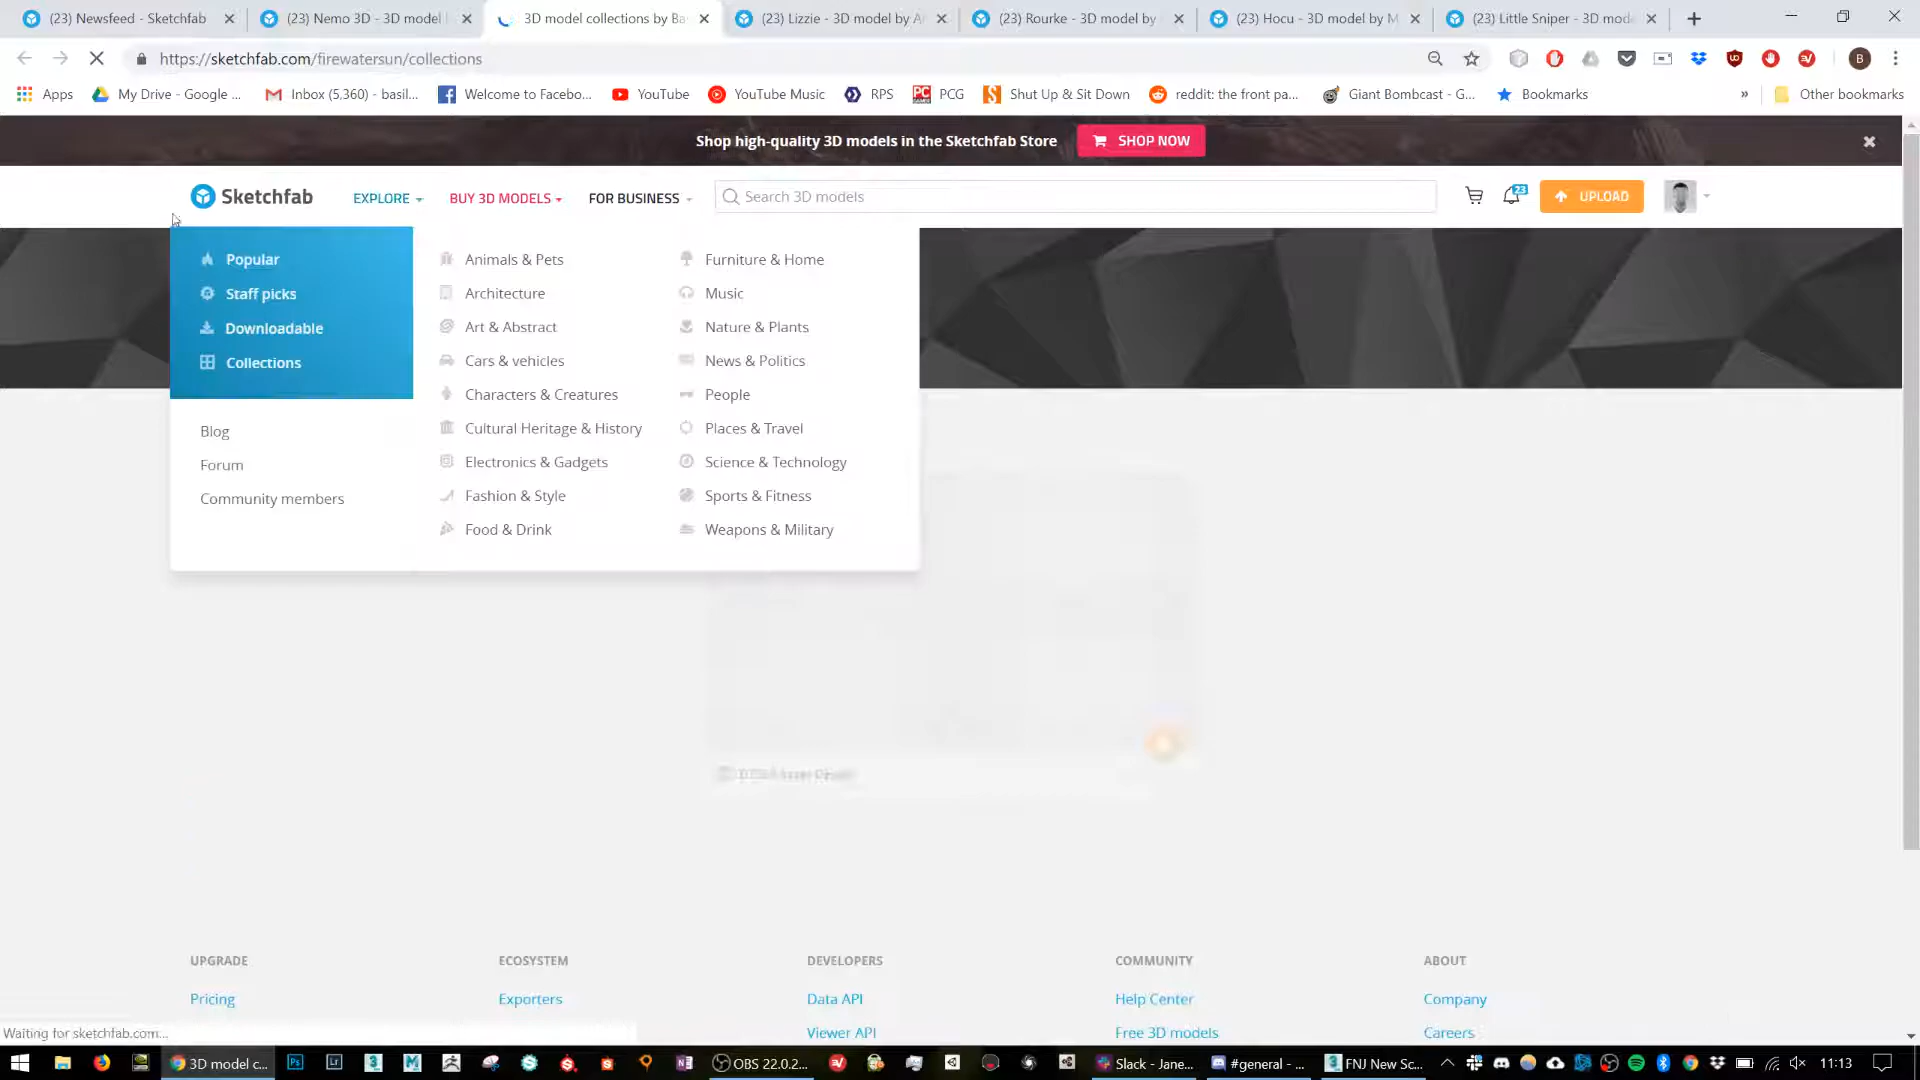 (23) Newsfeed - Sketchfab
(23) Nemo 3D - 3D model
3D model collections by Ba
(23) Lizzie - 3D model by A
(23) Rourke - 3D model by
(23) Hocu - 3D model by M
(23) Little Sniper - 3D mod
https://sketchfab.com/firewatersun/collections
B
Apps
My Drive - Google ...
Inbox (5,360) - basil...
Welcome to Facebo...
YouTube
YouTube Music
RPS
PCG
Shut Up & Sit Down
reddit: the front pa...
Giant Bombcast - G...
Bookmarks
»
Other bookmarks
Shop high-quality 3D models in the Sketchfab Store
SHOP NOW
Sketchfab
EXPLORE
BUY 3D MODELS
FOR BUSINESS
Search 3D models
23
UPLOAD
Popular
Staff picks
Downloadable
Collections
Blog
Forum
Community members
Animals & Pets
Architecture
Art & Abstract
Cars & vehicles
Characters & Creatures
Cultural Heritage & History
Electronics & Gadgets
Fashion & Style
Food & Drink
Furniture & Home
Music
Nature & Plants
News & Politics
People
Places & Travel
Science & Technology
Sports & Fitness
Weapons & Military
UPGRADE
ECOSYSTEM
DEVELOPERS
COMMUNITY
ABOUT
Pricing
Exporters
Data API
Help Center
Company
Viewer API
Free 3D models
Careers
Waiting for sketchfab.com...
3D model c...
OBS 22.0.2...
Slack - Jane...
#general - ...
FNJ New Sc...
11:13